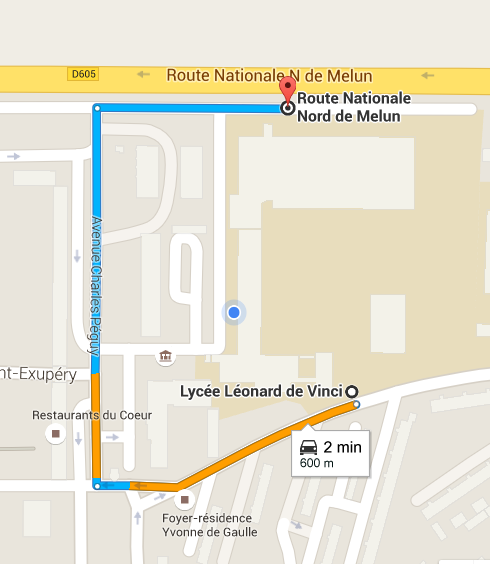 D605
Route Nationale N de Melun
Route Nationale
Nord de Melun
Avenue Charles Péguy
nt-Exupéry
Lycée Léonard de Vinci
Restaurants du Coeur
2 min
600 m
Foyer-résidence
Yvonne de Gaulle